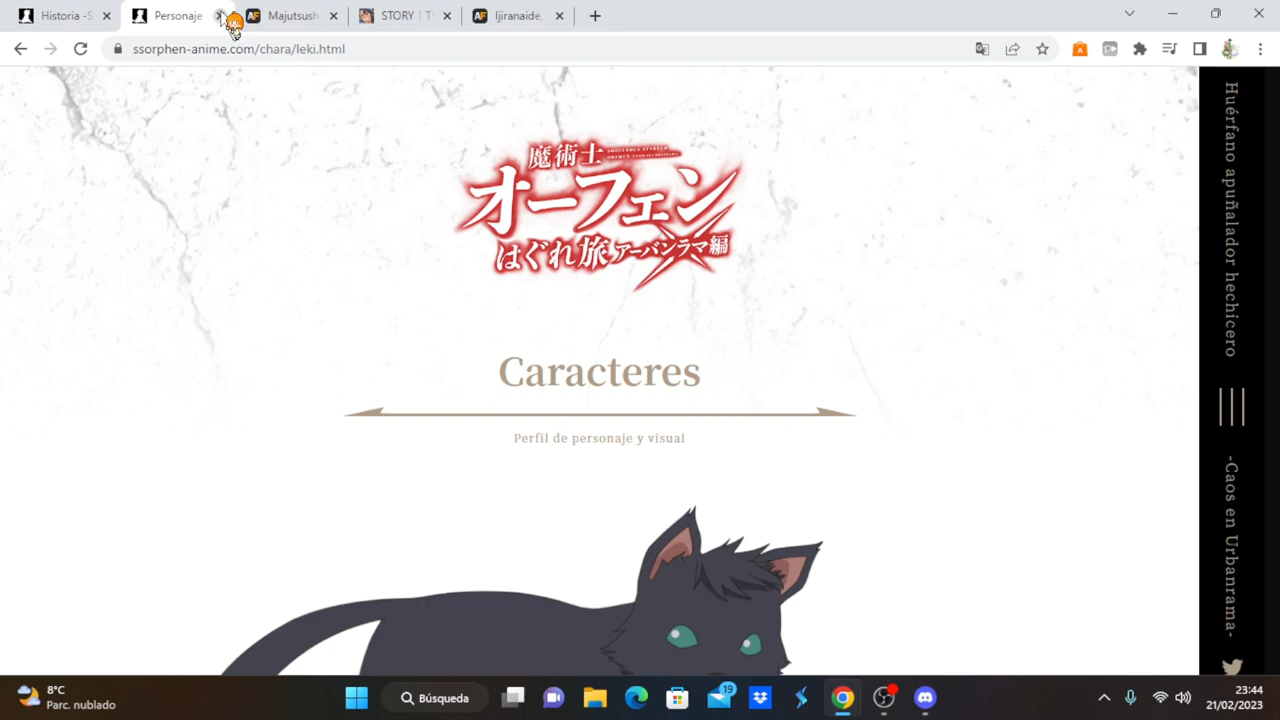 Historia -S
Personaje
Majutsush
STORY | T
Ijiranaide,
ssorphen-anime.com/chara/leki.html
魔術士
オーフェン
はぐれ旅 アーバンラマ編
Caracteres
Perfil de personaje y visual
Huérfano apuñalador hechicero
-Caos en Urbanrama-
8°C
Parc. nublado
Búsqueda
19
23:44
21/02/2023